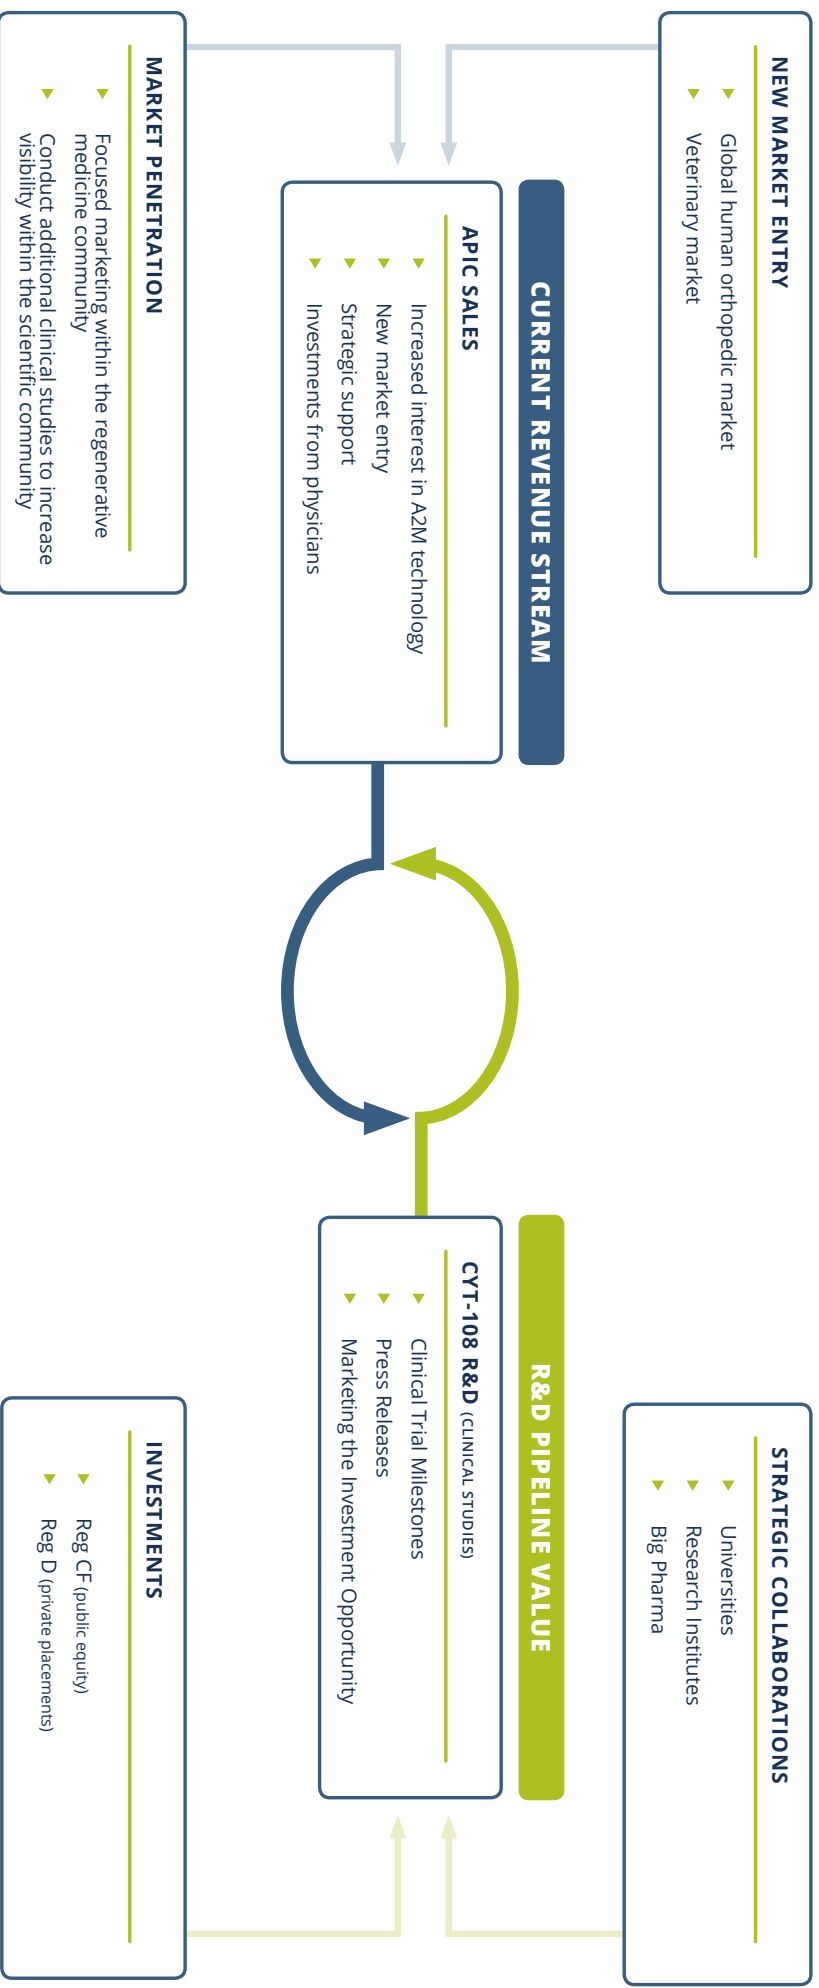 NEW MARKET ENTRY
Global human orthopedic market
Veterinary market
CURRENT REVENUE STREAM
APIC SALES
Increased interest in A2M technology
New market entry
Strategic support
Investments from physicians
MARKET PENETRATION
Focused marketing within the regenerative
medicine community
Conduct additional clinical studies to increase
visibility within the scientific community
STRATEGIC COLLABORATIONS
Universities
Research Institutes
Big Pharma
R&D PIPELINE VALUE
CYT-108 R&D (CLINICAL STUDIES)
Clinical Trial Milestones
Press Releases
Marketing the Investment Opportunity
INVESTMENTS
Reg CF (public equity)
Reg D (private placements)